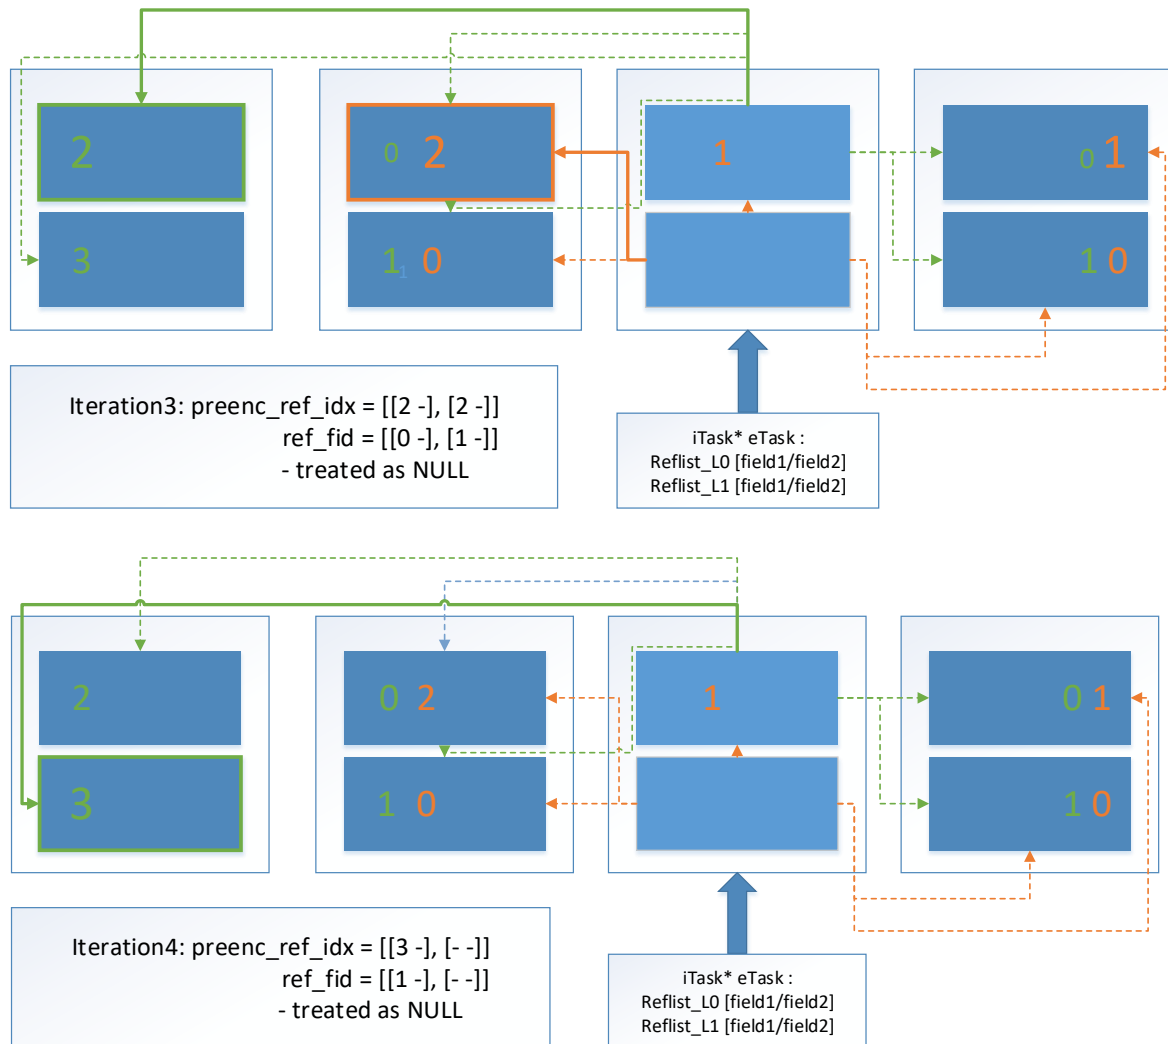 2 0 2 1 0 1
3 1 1 0 1 0
Iteration3: preenc_ref_idx = [[2 -], [2 -]]
ref_fid = [[0 -], [1 -]]
- treated as NULL
iTask* eTask :
Reflist_L0 [field1/field2]
Reflist_L1 [field1/field2]
2 0 2 1 0 1
3 1 0 1 0
Iteration4: preenc_ref_idx = [[3 -], [- -]]
ref_fid = [[1 -], [- -]]
- treated as NULL
iTask* eTask :
Reflist_L0 [field1/field2]
Reflist_L1 [field1/field2]